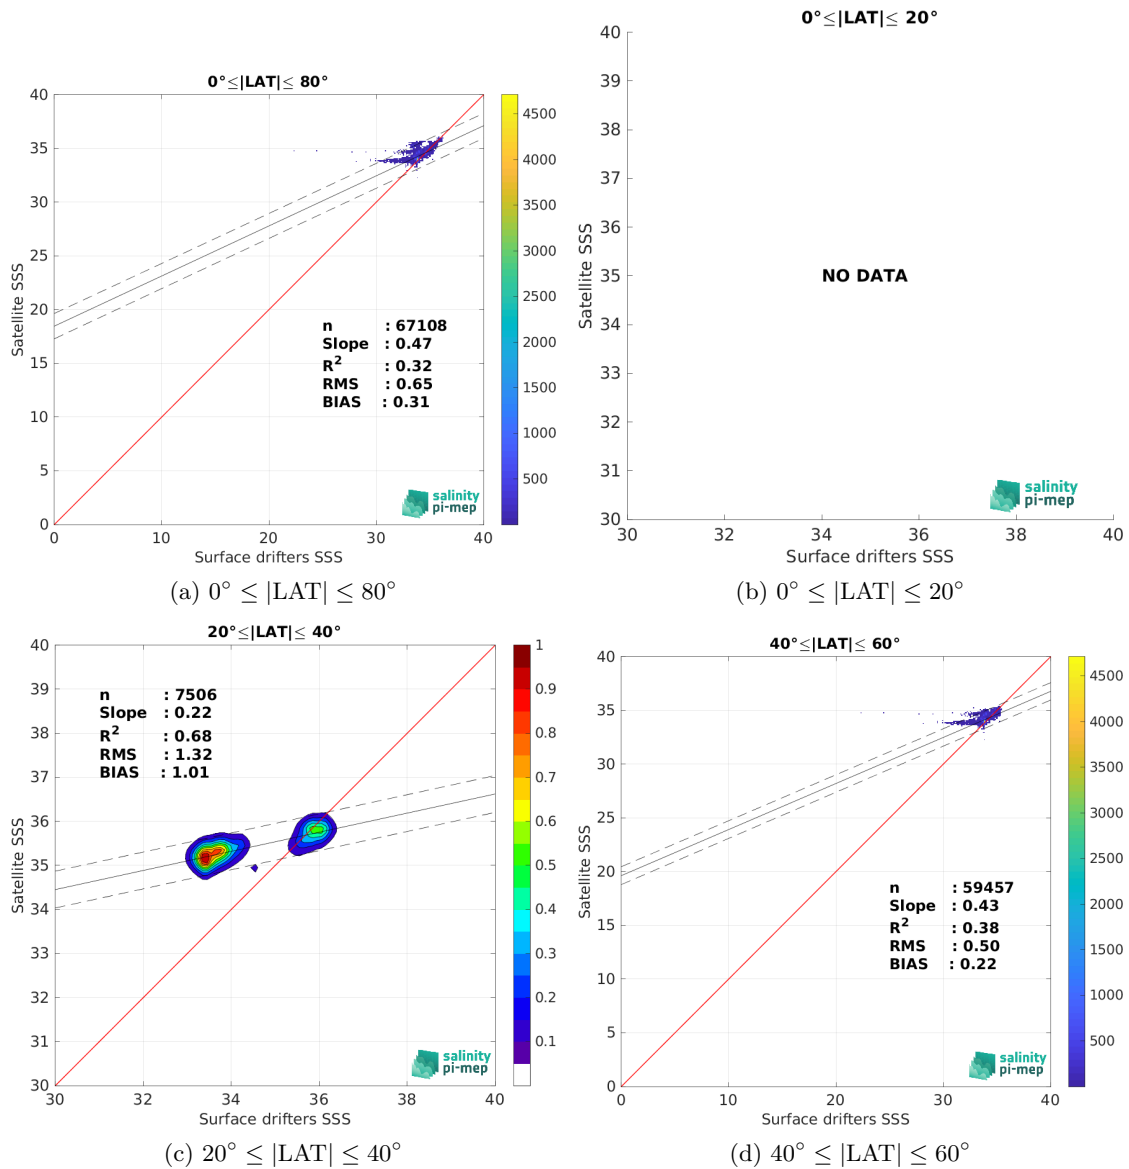 0°≤|LAT|≤ 80°
40
35
30
25
20
15
10
5
0
0
10
20
30
40
Satellite SSS
Surface drifters SSS
n : 67108
Slope : 0.47
R² : 0.32
RMS : 0.65
BIAS : 0.31
salinity
pi-mep
4500
4000
3500
3000
2500
2000
1500
1000
500
(a) 0° ≤ |LAT| ≤ 80°
0°≤|LAT|≤ 20°
40
39
38
37
36
35
34
33
32
31
30
30
32
34
36
38
40
Satellite SSS
Surface drifters SSS
NO DATA
salinity
pi-mep
(b) 0° ≤ |LAT| ≤ 20°
20°≤|LAT|≤ 40°
40
39
38
37
36
35
34
33
32
31
30
30
32
34
36
38
40
Satellite SSS
Surface drifters SSS
n : 7506
Slope : 0.22
R² : 0.68
RMS : 1.32
BIAS : 1.01
salinity
pi-mep
1
0.9
0.8
0.7
0.6
0.5
0.4
0.3
0.2
0.1
(c) 20° ≤ |LAT| ≤ 40°
40°≤|LAT|≤ 60°
40
35
30
25
20
15
10
5
0
0
10
20
30
40
Satellite SSS
Surface drifters SSS
n : 59457
Slope : 0.43
R² : 0.38
RMS : 0.50
BIAS : 0.22
salinity
pi-mep
4500
4000
3500
3000
2500
2000
1500
1000
500
(d) 40° ≤ |LAT| ≤ 60°